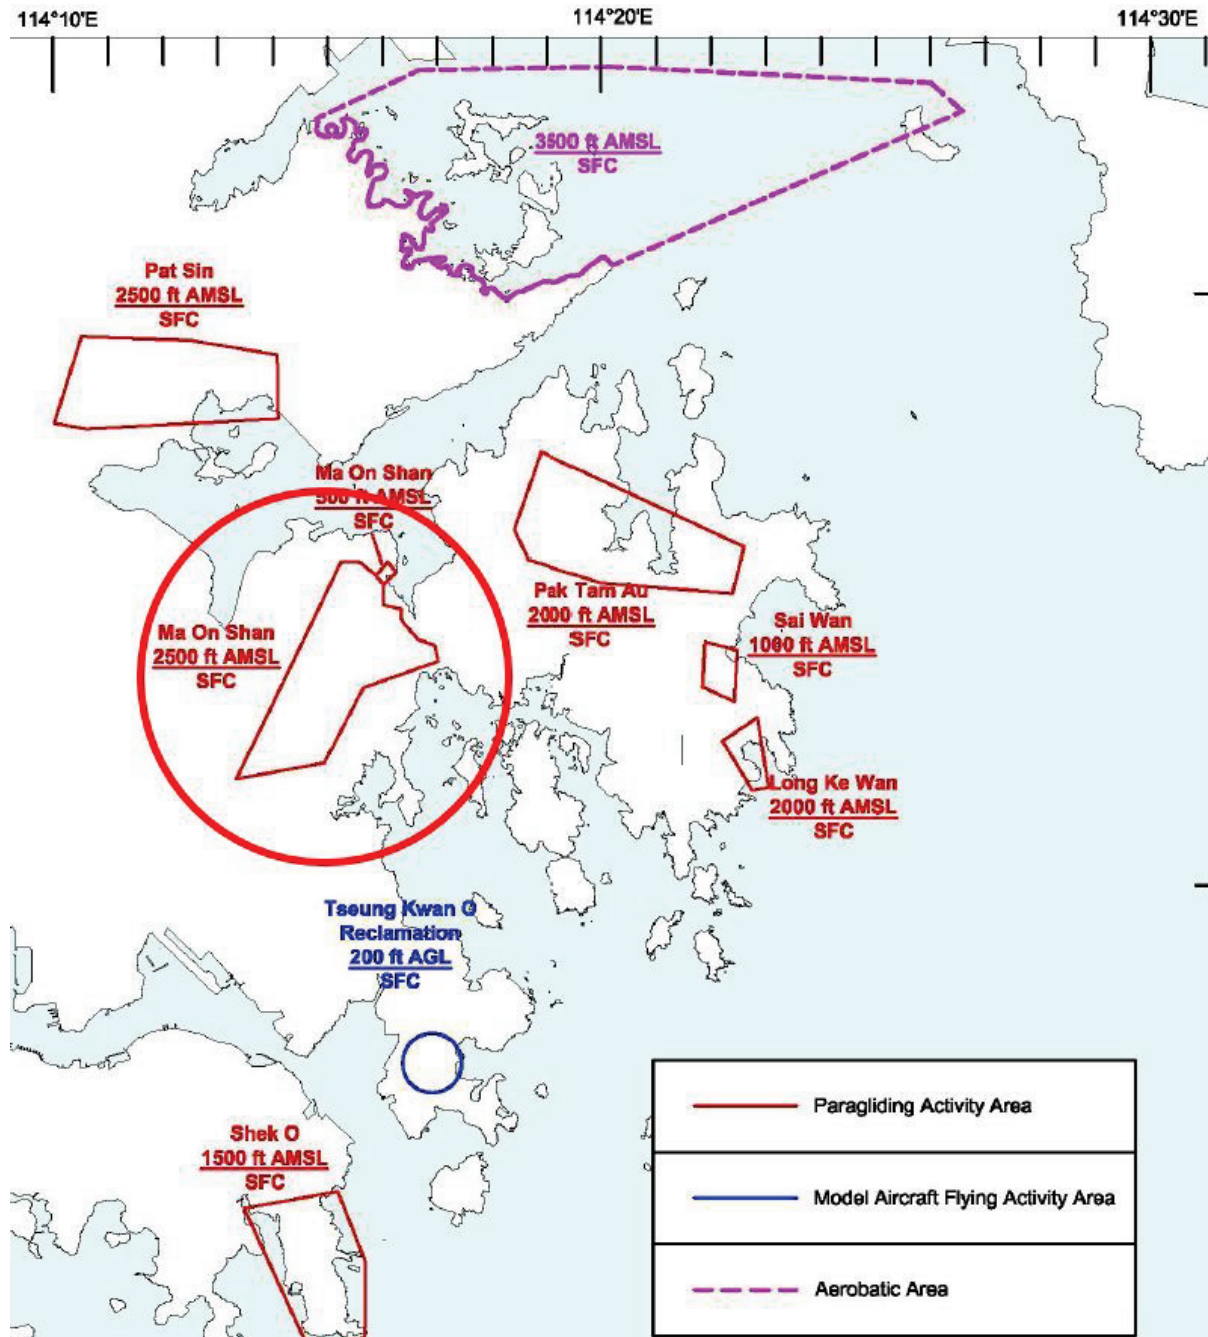 114°10'E
114°20'E
114°30'E
3500 ft AMSL
SFC
Pat Sin
2500 ft AMSL
SFC
Ma On Shan
500 ft AMSL
SFC
Pak Tam Au
2000 ft AMSL
SFC
Ma On Shan
2500 ft AMSL
SFC
Sai Wan
1000 ft AMSL
SFC
Long Ke Wan
2000 ft AMSL
SFC
Tseung Kwan O
Reclamation
200 ft AGL
SFC
Shek O
1500 ft AMSL
SFC
Paragliding Activity Area
Model Aircraft Flying Activity Area
Aerobatic Area